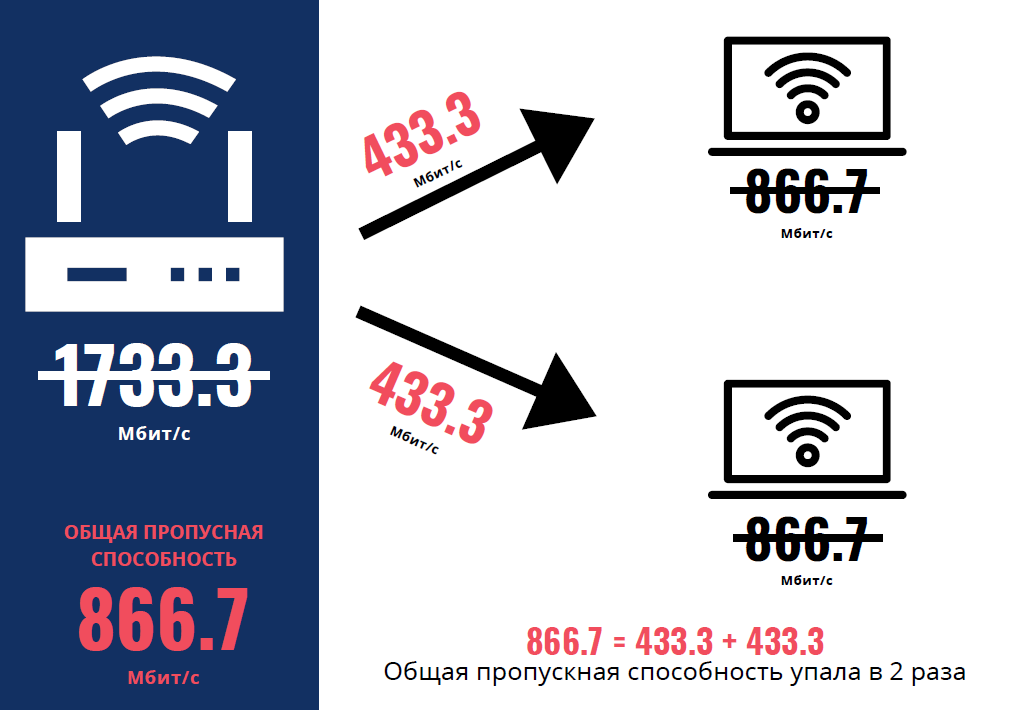 1733.3
Мбит/с
ОБЩАЯ ПРОПУСНАЯ
СПОСОБНОСТЬ
866.7
Мбит/с
433.3
Мбит/с
866.7
Мбит/с
433.3
Мбит/с
866.7
Мбит/с
866.7 = 433.3 + 433.3
Общая пропускная способность упала в 2 раза